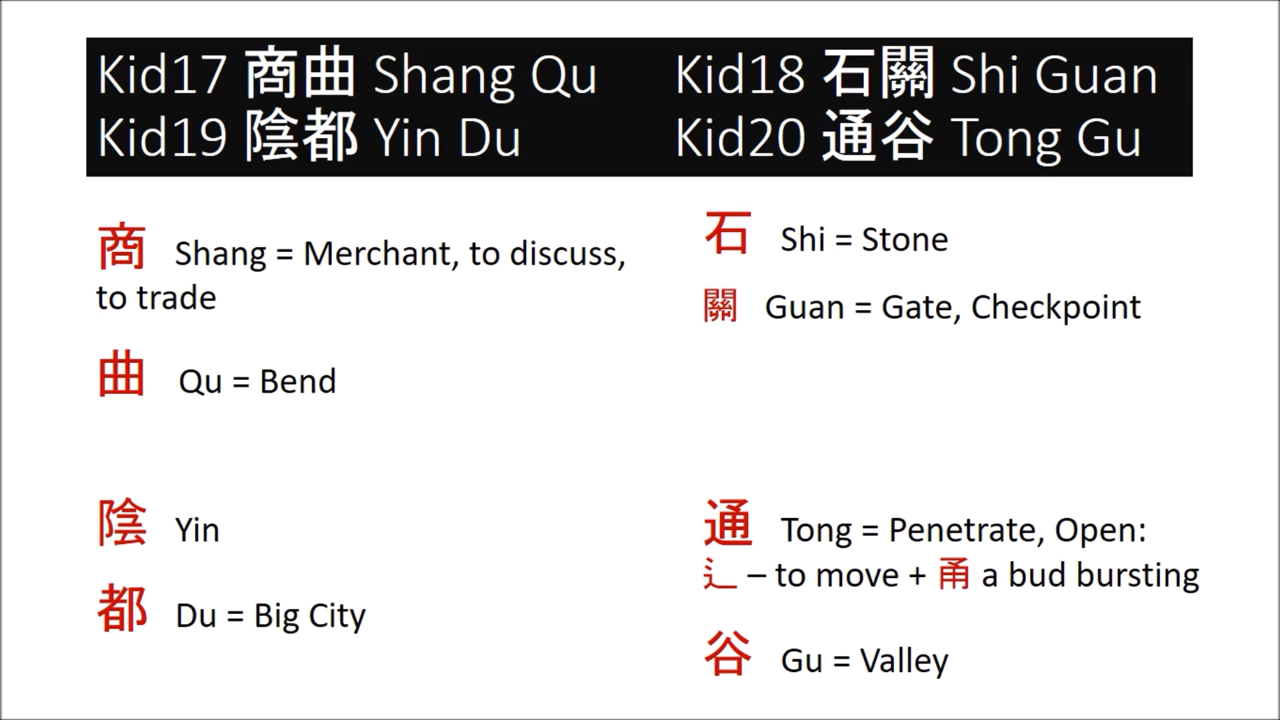 Kid17 商曲 Shang Qu Kid18 石關 Shi Guan
Kid19 陰都 Yin Du Kid20 通谷 Tong Gu
商 Shang = Merchant, to discuss,
to trade
曲 Qu = Bend
石 Shi = Stone
關 Guan = Gate, Checkpoint
陰 Yin
都 Du = Big City
通 Tong = Penetrate, Open:
辶 – to move + 甬 a bud bursting
谷 Gu = Valley